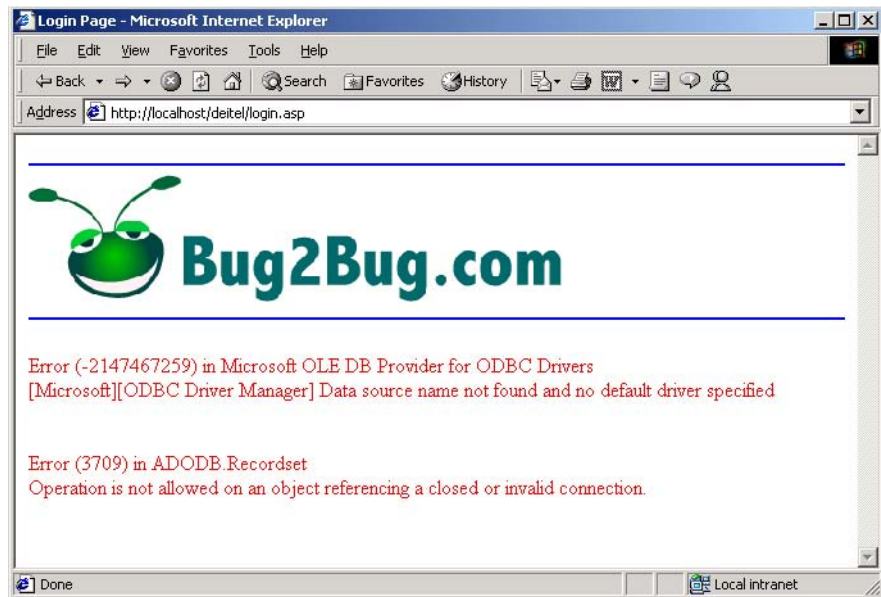 Login Page - Microsoft Internet Explorer
File Edit View Favorites Tools Help
Back Search Favorites History
Address http://localhost/deitel/login.asp
Bug2Bug.com
Error (-2147467259) in Microsoft OLE DB Provider for ODBC Drivers
[Microsoft][ODBC Driver Manager] Data source name not found and no default driver specified
Error (3709) in ADODB.Recordset
Operation is not allowed on an object referencing a closed or invalid connection.
Done Local intranet